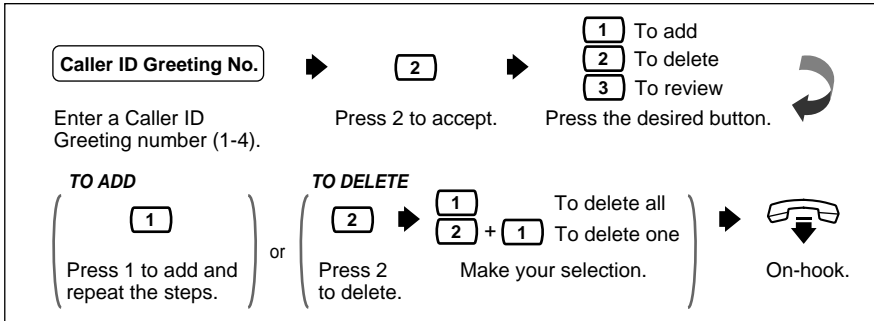 Caller ID Greeting No.
2
1 To add
2 To delete
3 To review
Enter a Caller ID
Greeting number (1-4).
Press 2 to accept.
Press the desired button.
TO ADD
1
Press 1 to add and
repeat the steps.
or
TO DELETE
2
Press 2
to delete.
1 To delete all
2 + 1 To delete one
Make your selection.
On-hook.